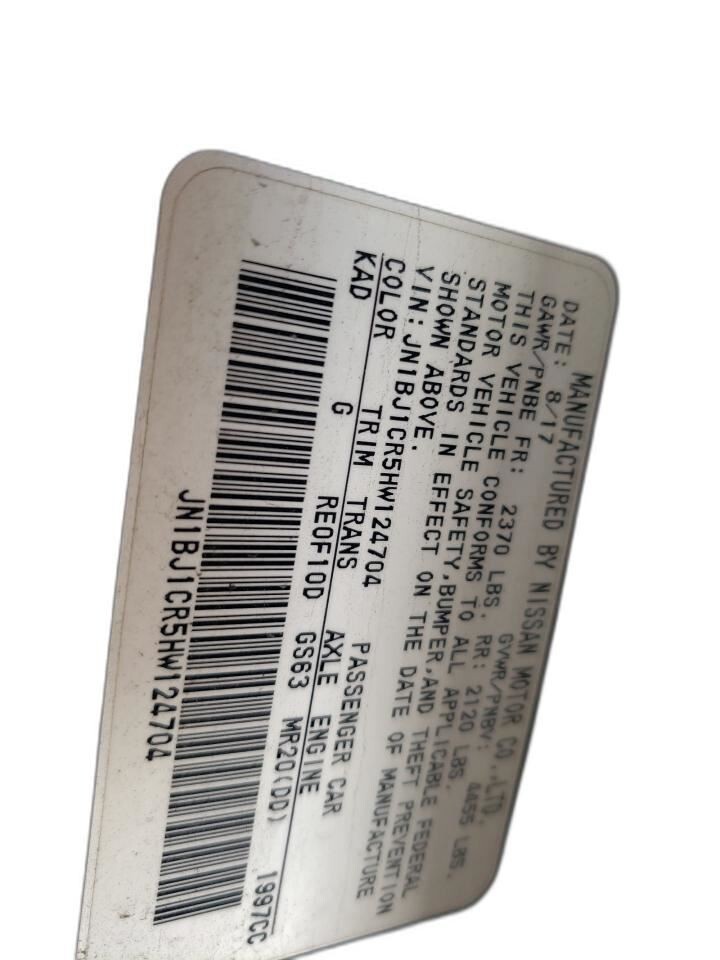 MANUFACTURED BY NISSAN MOTOR CO.,LTD.
DATE: 8/17 GVWR/PNBV: 4455 LBS.
GAWR/PNBE FR: 2370 LBS. RR: 2120 LBS.
THIS VEHICLE CONFORMS TO ALL APPLICABLE FEDERAL
MOTOR VEHICLE SAFETY,BUMPER,AND THEFT PREVENTION
STANDARDS IN EFFECT ON THE DATE OF MANUFACTURE
SHOWN ABOVE.
VIN:JN1BJ1CR5HW124704 PASSENGER CAR
COLOR TRIM TRANS AXLE ENGINE
KAD G RE0F10D GS63 MR20(DD) 1997CC
JN1BJ1CR5HW124704